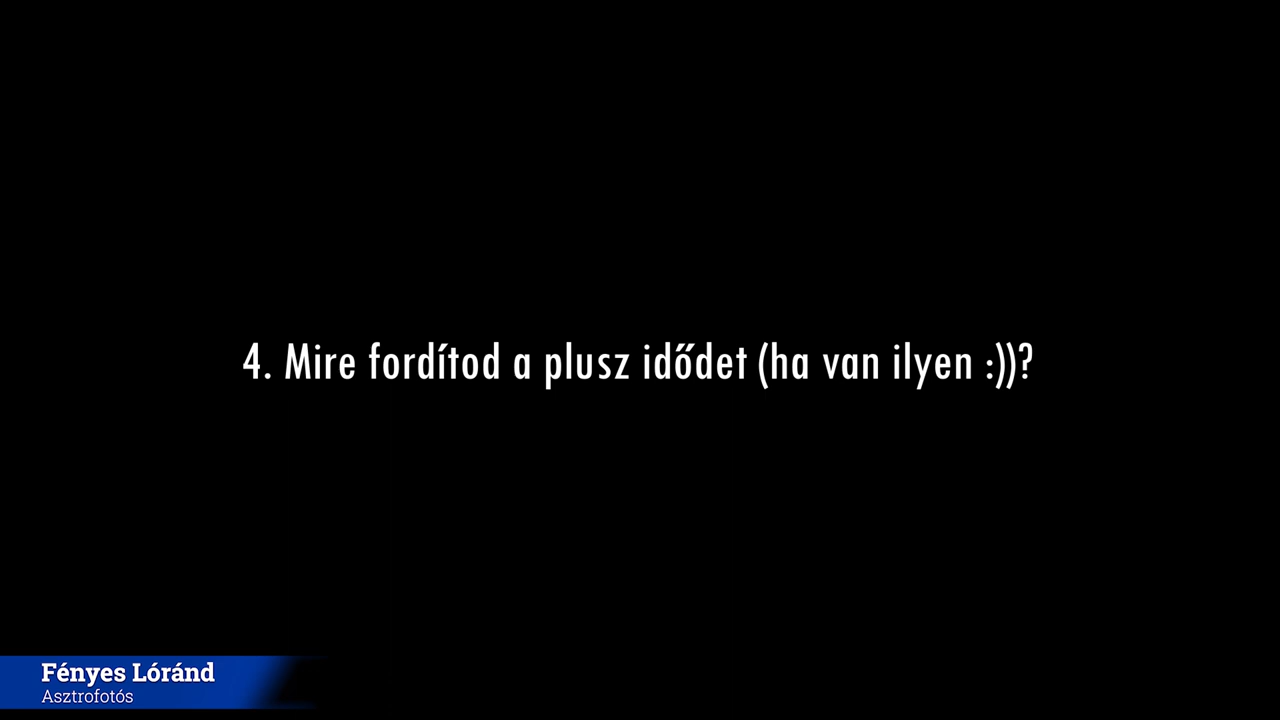 4. Mire fordítod a plusz idődet (ha van ilyen :))?
Fényes Lóránd
Asztrofotós